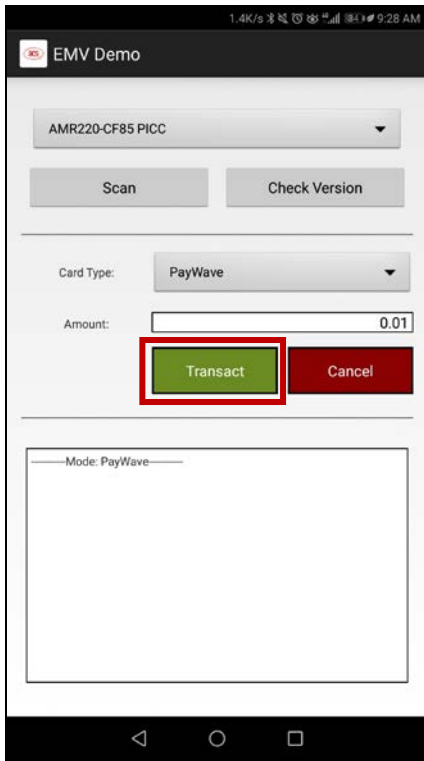 1.4K/s 9:28 AM
ACS EMV Demo
AMR220-CF85 PICC
Scan Check Version
Card Type: PayWave
Amount: 0.01
Transact Cancel
———Mode: PayWave———